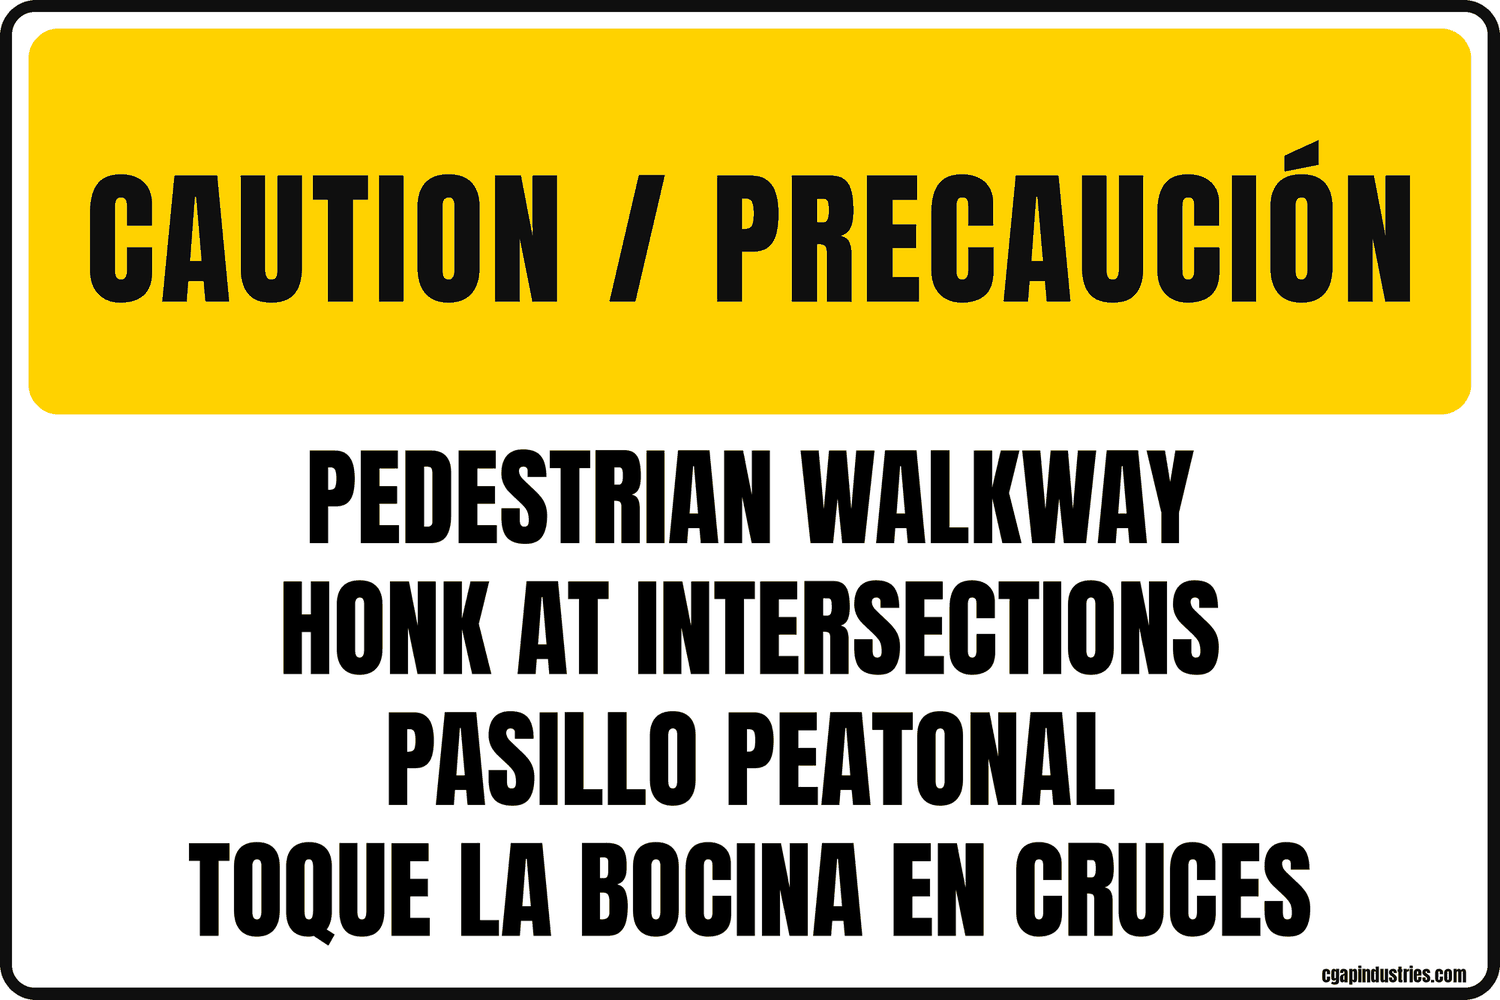 CAUTION / PRECAUCIÓN
PEDESTRIAN WALKWAY
HONK AT INTERSECTIONS
PASILLO PEATONAL
TOQUE LA BOCINA EN CRUCES
cgapindustries.com